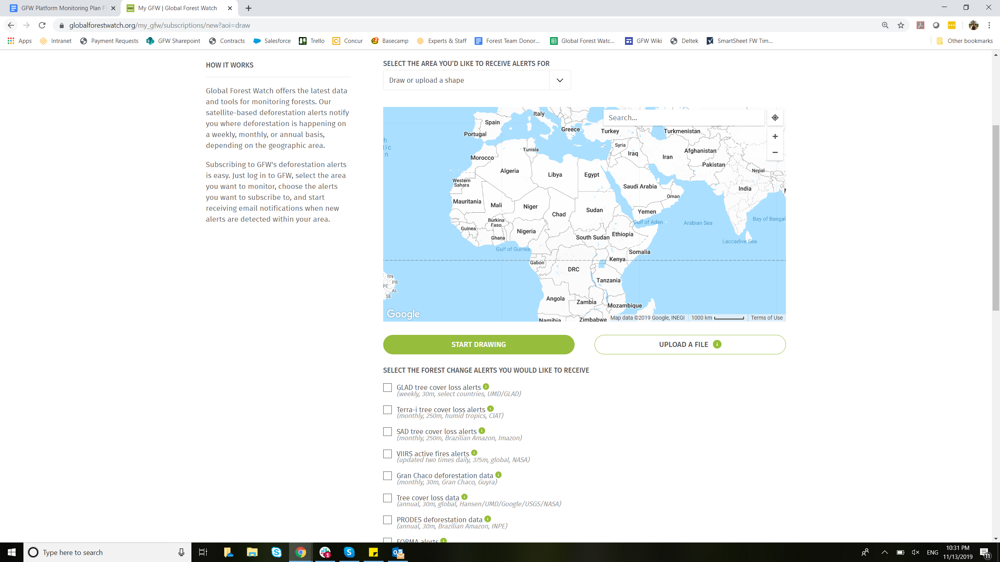 GFW Platform Monitoring Plan F
My GFW | Global Forest Watch
globalforestwatch.org/my_gfw/subscriptions/new?aoi=draw
Apps
Intranet
Payment Requests
GFW Sharepoint
Contracts
Salesforce
Trello
Concur
Basecamp
Experts & Staff
Forest Team Donor...
Global Forest Watc...
GFW Wiki
Deltek
SmartSheet FW Tim...
Other bookmarks
HOW IT WORKS
Global Forest Watch offers the latest data
and tools for monitoring forests. Our
satellite-based deforestation alerts notify
you where deforestation is happening on
a weekly, monthly, or annual basis,
depending on the geographic area.
Subscribing to GFW's deforestation alerts
is easy. Just log in to GFW, select the area
you want to monitor, choose the alerts
you want to subscribe to, and start
receiving email notifications when new
alerts are detected within your area.
SELECT THE AREA YOU'D LIKE TO RECEIVE ALERTS FOR
Draw or upload a shape
Search...
Italy
Spain
Portugal
Greece
Turkey
Turkmenistan
h
tic
n
Tunisia
Syria
Iraq
Iran
Afghanistan
Morocco
Pakistan
Algeria
Libya
Egypt
Nepal
Western
Sahara
Saudi Arabia
India
Oman
Mauritania
Mali
Niger
Chad
Sudan
Yemen
Burkina
Faso
Guinea
Gulf of Aden
Arabian Sea
Bay of Bengal
Nigeria
Ghana
South Sudan
Ethiopia
Laccadive Sea
Gulf of Guinea
Somalia
Kenya
Gabon
DRC
RN
PB
PE
AL
SE
Tanzania
Angola
Zambia
Mozambique
Namibia
Zimbabwe
Google
Map data ©2019 Google, INEGI
1000 km
Terms of Use
START DRAWING
UPLOAD A FILE
SELECT THE FOREST CHANGE ALERTS YOU WOULD LIKE TO RECEIVE
GLAD tree cover loss alerts
(weekly, 30m, select countries, UMD/GLAD)
Terra-i tree cover loss alerts
(monthly, 250m, humid tropics, CIAT)
SAD tree cover loss alerts
(monthly, 250m, Brazilian Amazon, Imazon)
VIIRS active fires alerts
(updated two times daily, 375m, global, NASA)
Gran Chaco deforestation data
(monthly, 30m, Gran Chaco, Guyra)
Tree cover loss data
(annual, 30m, global, Hansen/UMD/Google/USGS/NASA)
PRODES deforestation data
(annual, 30m, Brazilian Amazon, INPE)
FORMA alerts
Type here to search
1
ENG
10:31 PM
11/13/2019
11